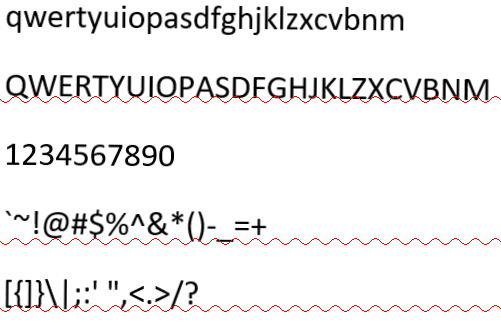 qwertyuiopasdfghjklzxcvbnm
QWERTYUIOPASDFGHJKLZXCVBNM
1234567890
`~!@#$%^&*()-_=+
[{]}\|;:' ",<.>/?